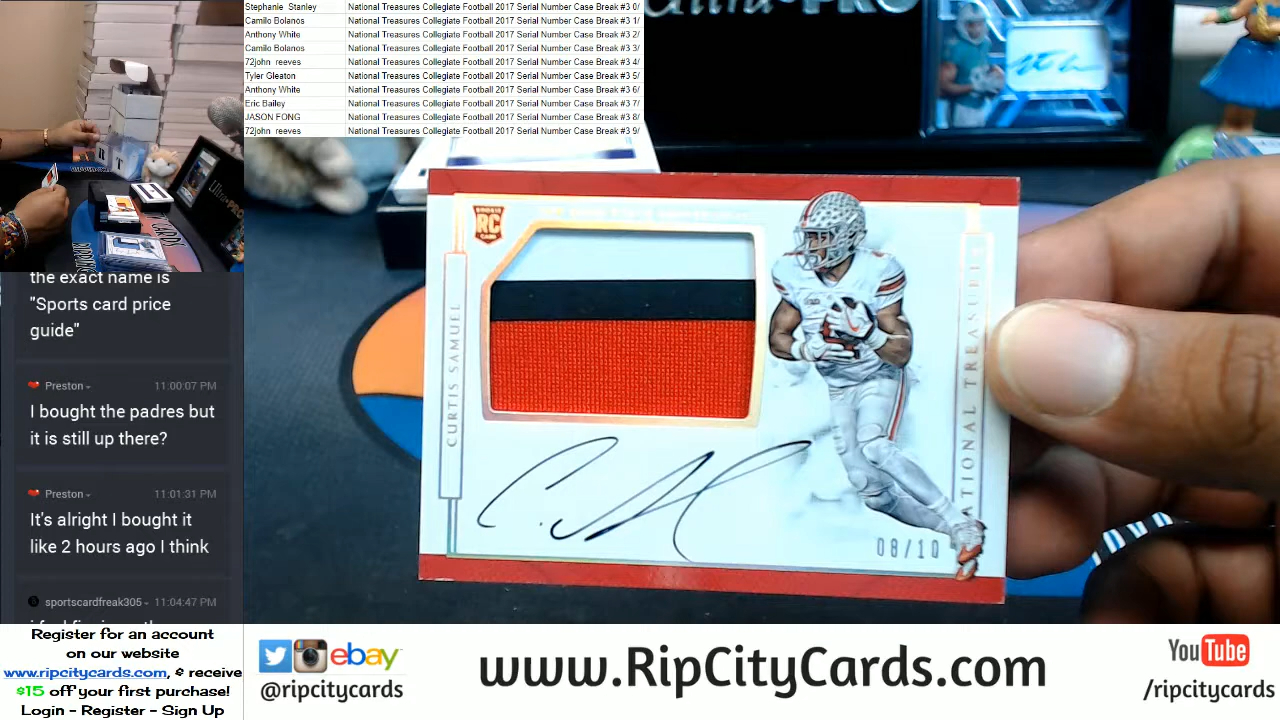 Stephanie Stanley National Treasures Collegiate Football 2017 Serial Number Case Break #3 0/
Camilo Bolanos National Treasures Collegiate Football 2017 Serial Number Case Break #3 1/
Anthony White National Treasures Collegiate Football 2017 Serial Number Case Break #3 2/
Camilo Bolanos National Treasures Collegiate Football 2017 Serial Number Case Break #3 3/
72john reeves National Treasures Collegiate Football 2017 Serial Number Case Break #3 4/
Tyler Gleaton National Treasures Collegiate Football 2017 Serial Number Case Break #3 5/
Anthony White National Treasures Collegiate Football 2017 Serial Number Case Break #3 6/
Eric Bailey National Treasures Collegiate Football 2017 Serial Number Case Break #3 7/
JASON FONG National Treasures Collegiate Football 2017 Serial Number Case Break #3 8/
72john reeves National Treasures Collegiate Football 2017 Serial Number Case Break #3 9/
Ultra-PRO
the exact name is
"Sports card price
guide"
Preston 11:00:07 PM
I bought the padres but
it is still up there?
Preston 11:01:31 PM
It's alright I bought it
like 2 hours ago I think
sportscardfreak305 11:04:47 PM
RC
CURTIS SAMUEL
NATIONAL TREASURES
08/10
Register for an account
on our website
www.ripcitycards.com, & receive
$15 off your first purchase!
Login - Register - Sign Up
ebay
@ripcitycards
www.RipCityCards.com
YouTube
/ripcitycards